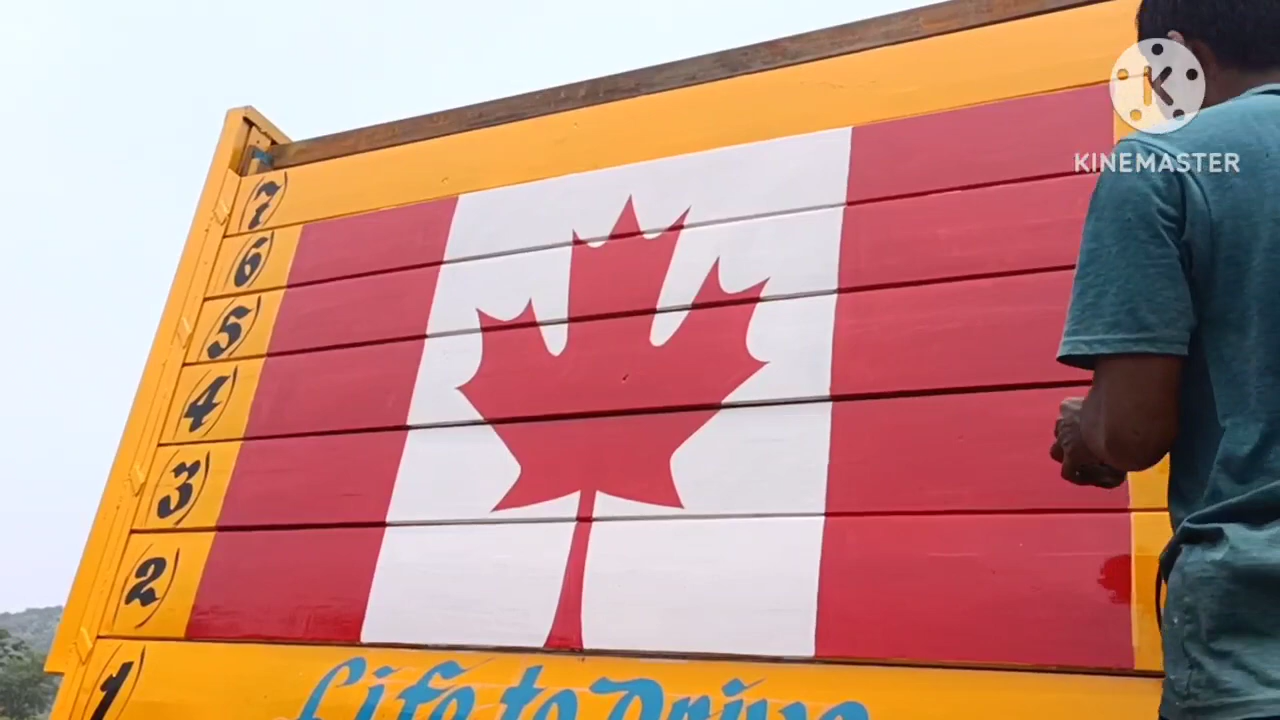 K
KINEMASTER
(7)
(6)
(5)
(4)
(3)
(2)
(1)
Life to Drive